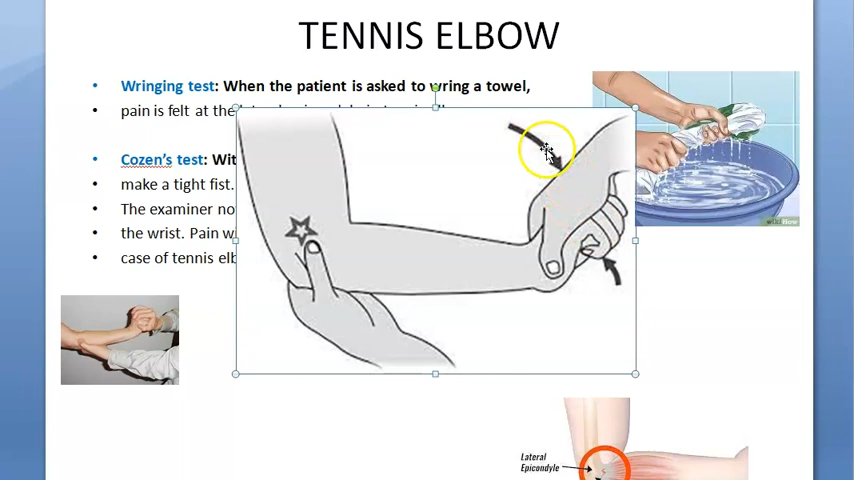 TENNIS ELBOW
• Wringing test: When the patient is asked to wring a towel,
• pain is felt at the
• Cozen's test: Wit
• make a tight fist.
• The examiner no
• the wrist. Pain w
• case of tennis elb
Lateral
Epicondyle
wikiHow